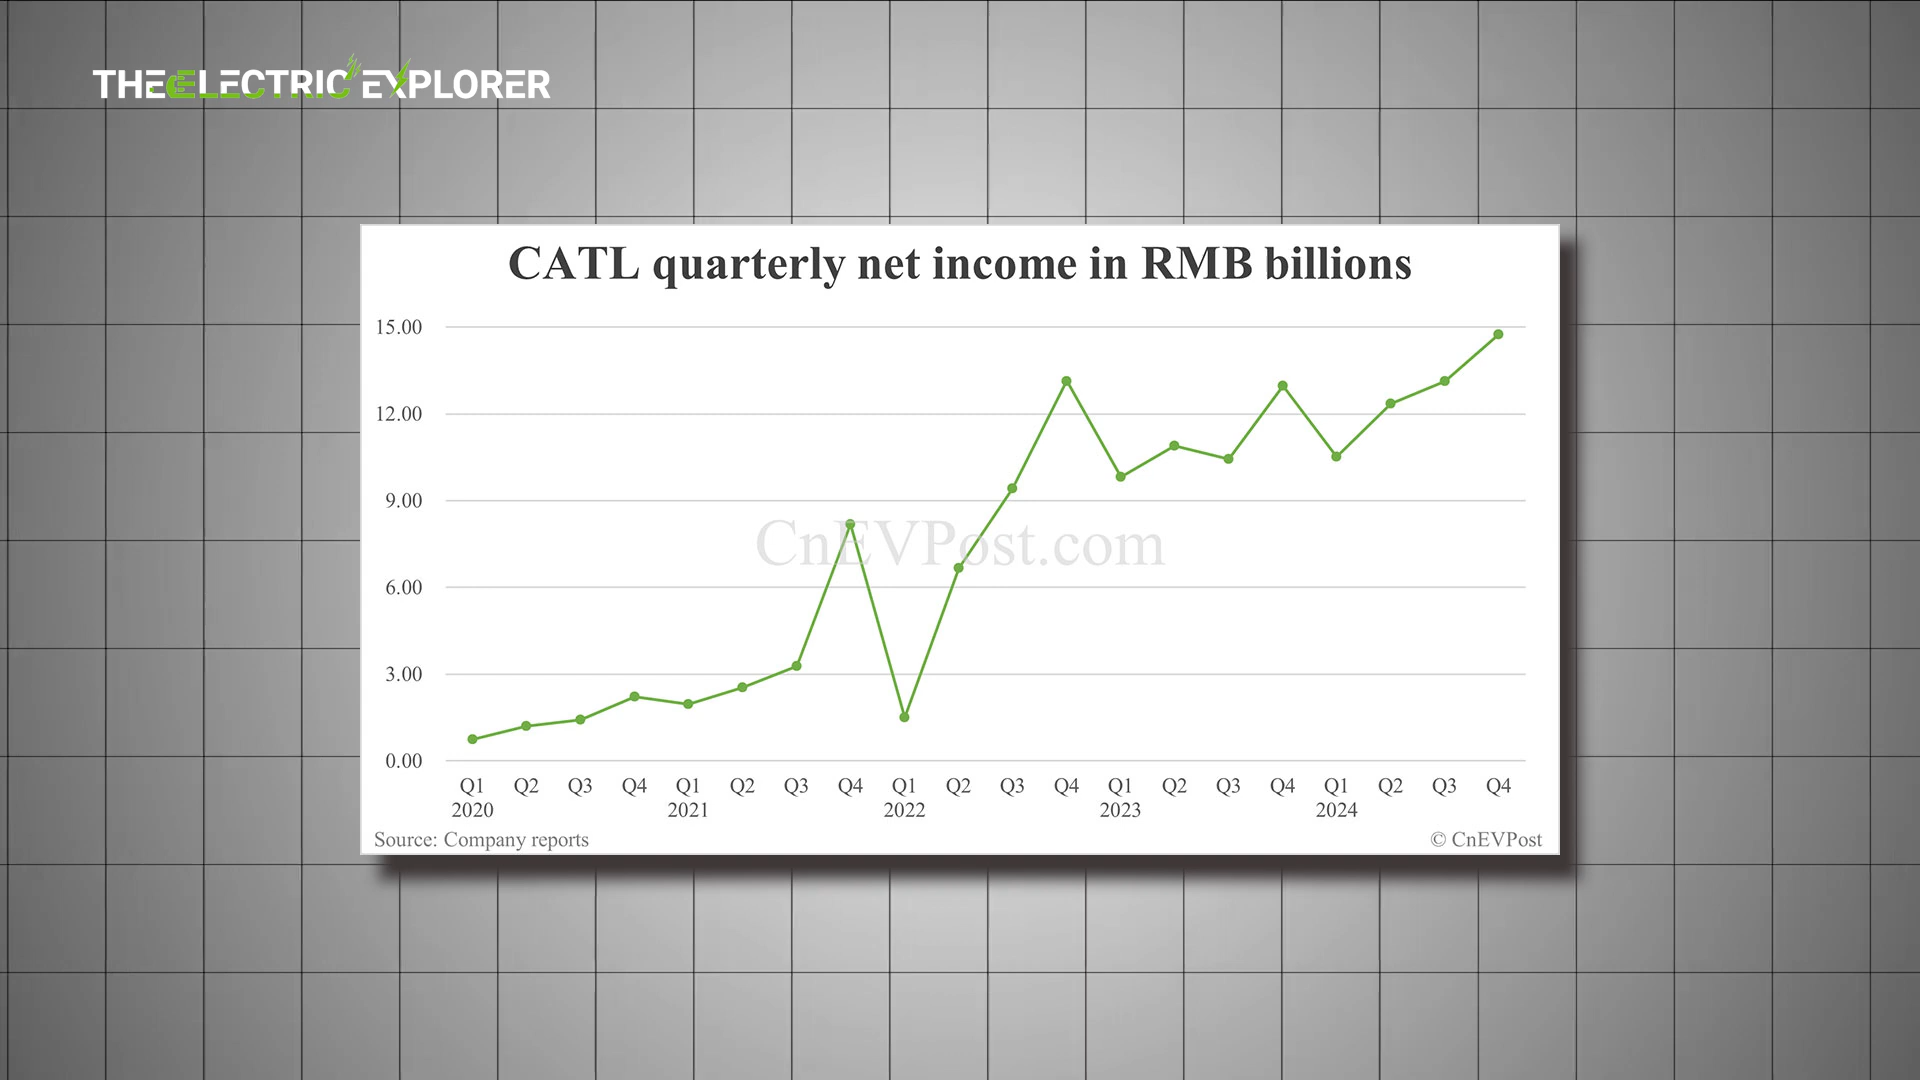 THE ELECTRIC EXPLORER
CATL quarterly net income in RMB billions
15.00
12.00
9.00
6.00
3.00
0.00
CnEVPost.com
Q1 Q2 Q3 Q4 Q1 Q2 Q3 Q4 Q1 Q2 Q3 Q4 Q1 Q2 Q3 Q4 Q1 Q2 Q3 Q4
2020 2021 2022 2023 2024
Source: Company reports
© CnEVPost